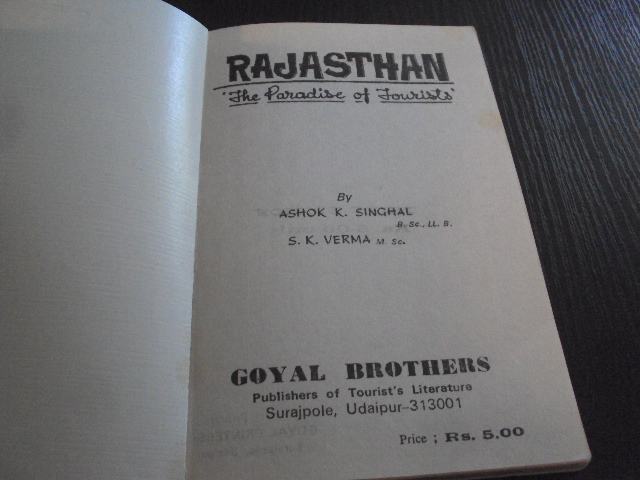 RAJASTHAN
'The Paradise of Tourists'
By
ASHOK K. SINGHAL
B. Sc., LL. B.
S. K. VERMA M. Sc.
GOYAL BROTHERS
Publishers of Tourist's Literature
Surajpole, Udaipur-313001
Price ; Rs. 5.00